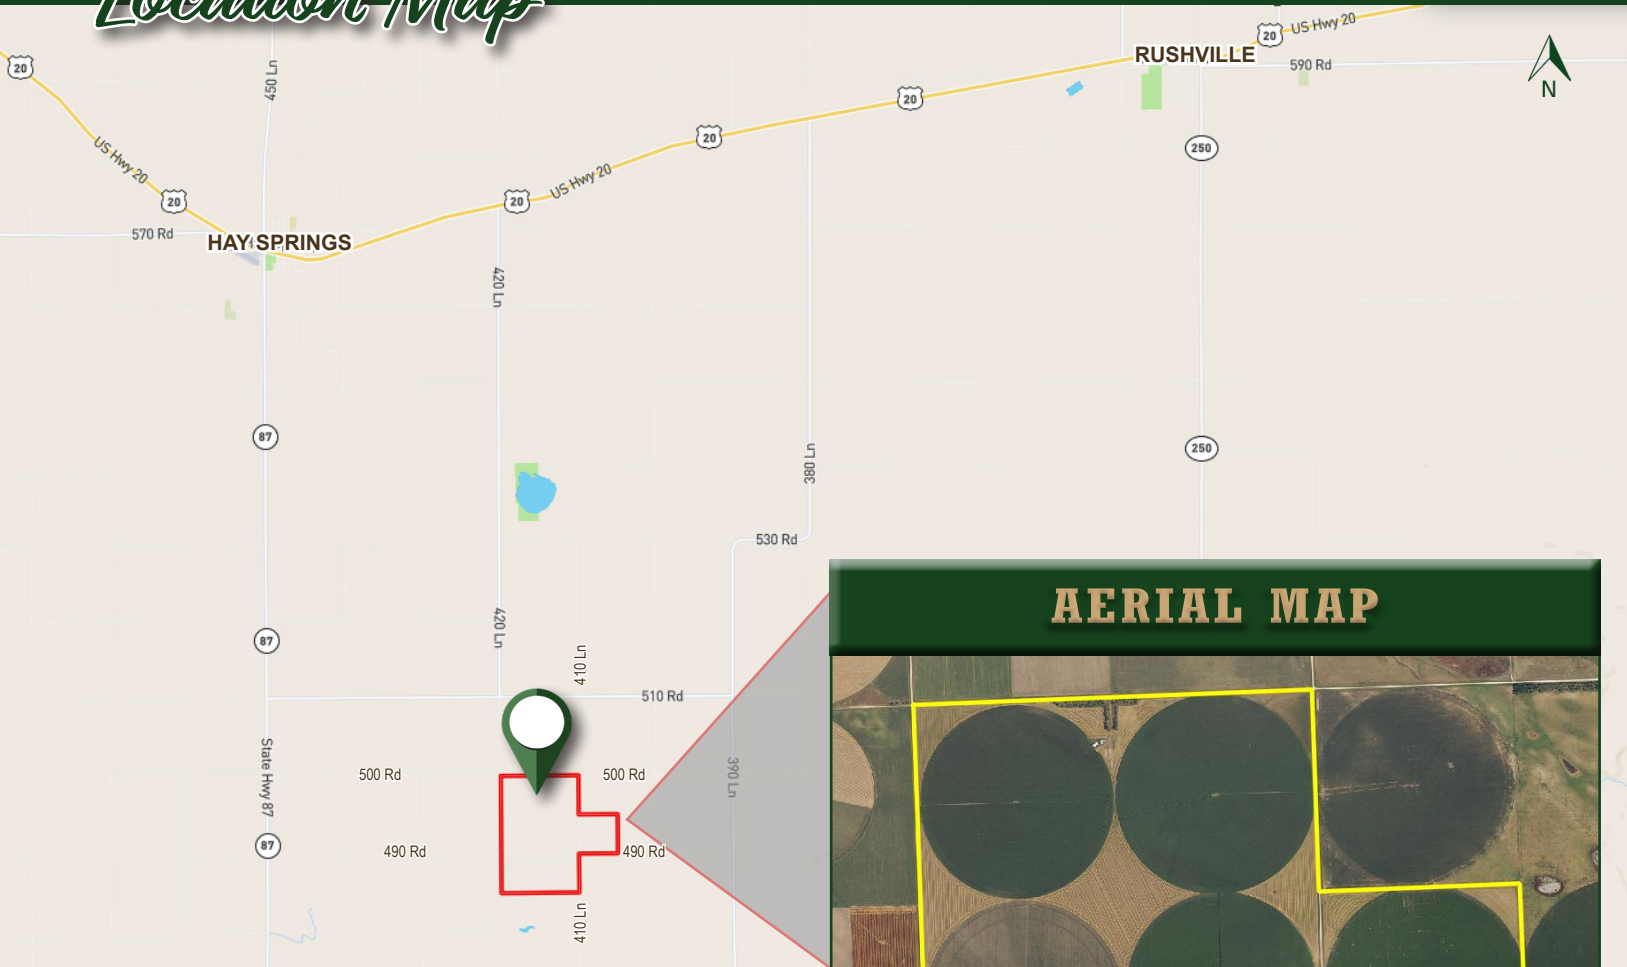 Location Map
US Hwy 20
20
RUSHVILLE
590 Rd
N
20
450 Ln
20
20
250
US Hwy 20
20
20
US Hwy 20
570 Rd
HAY SPRINGS
420 Ln
87
380 Ln
250
530 Rd
AERIAL MAP
420 Ln
87
410 Ln
510 Rd
State Hwy 87
500 Rd
500 Rd
390 Ln
87
490 Rd
490 Rd
410 Ln